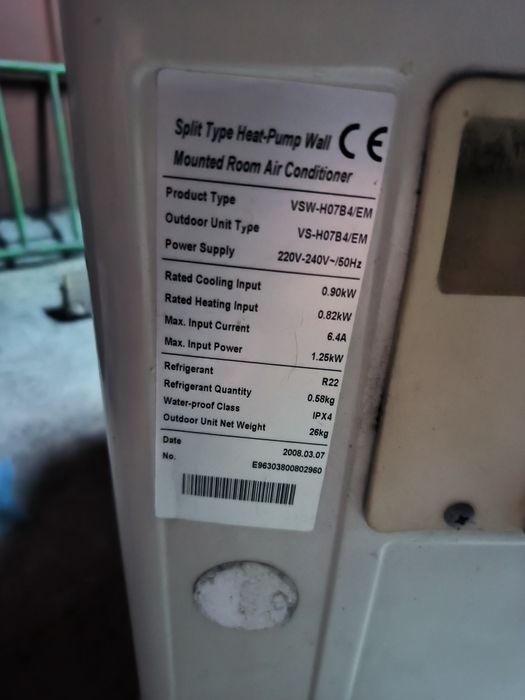 Split Type Heat-Pump Wall CE
Mounted Room Air Conditioner
Product Type VSW-H07B4/EM
Outdoor Unit Type VS-H07B4/EM
Power Supply 220V-240V~/50Hz
Rated Cooling Input 0.90kW
Rated Heating Input 0.82kW
Max. Input Current 6.4A
Max. Input Power 1.25kW
Refrigerant R22
Refrigerant Quantity 0.58kg
Water-proof Class IPX4
Outdoor Unit Net Weight 26kg
Date 2008.03.07
No. E96303800802960